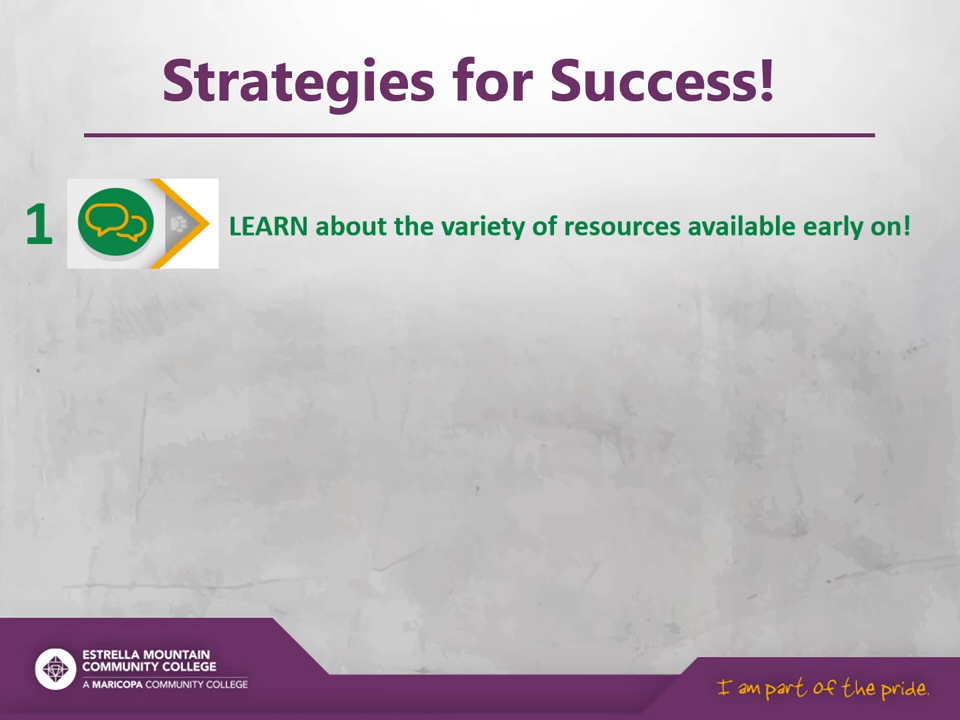 Strategies for Success!
1
LEARN about the variety of resources available early on!
ESTRELLA MOUNTAIN
COMMUNITY COLLEGE
A MARICOPA COMMUNITY COLLEGE
I am part of the pride.